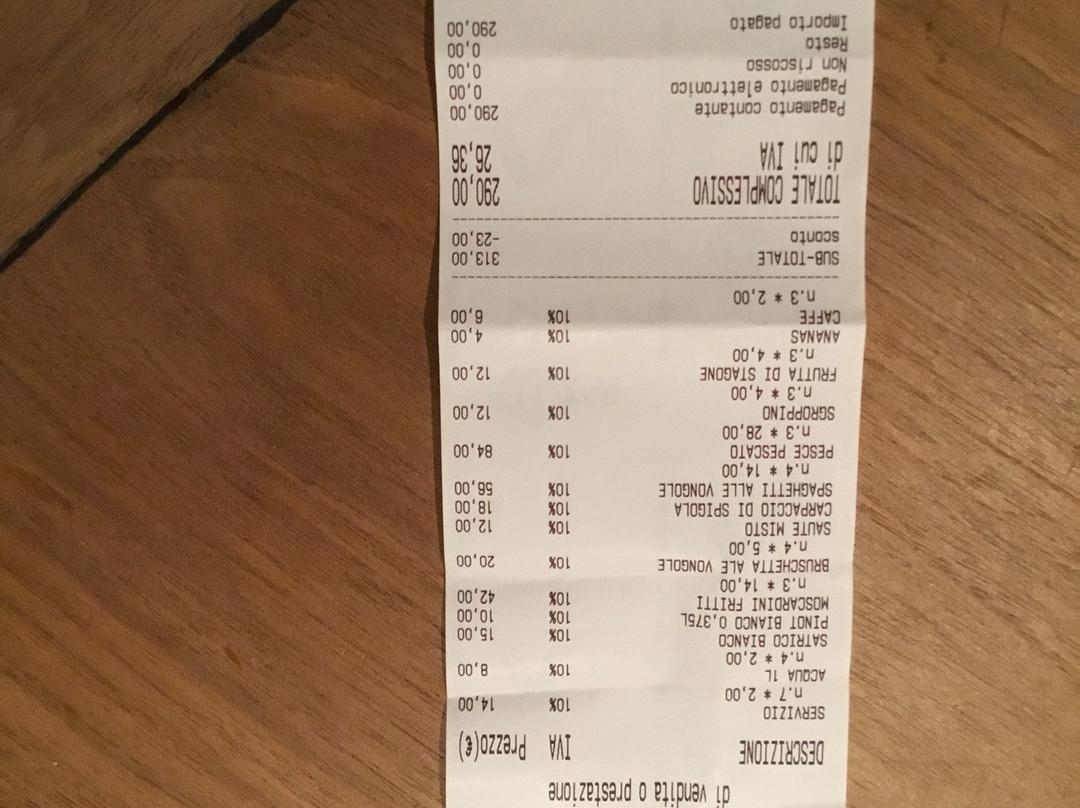 di vendita o prestazione
DESCRIZIONE IVA Prezzo(€)
SERVIZIO 10% 14,00
n.7 * 2,00
ACQUA 1L 10% 8,00
n.4 * 2,00
SATRICO BIANCO 10% 15,00
PINOT BIANCO 0,375L 10% 10,00
MOSCARDINI FRITTI 10% 42,00
n.3 * 14,00
BRUSCHETTA ALE VONGOLE 10% 20,00
n.4 * 5,00
SAUTE MISTO 10% 12,00
CARPACCIO DI SPIGOLA 10% 18,00
SPAGHETTI ALLE VONGOLE 10% 56,00
n.4 * 14,00
PESCE PESCATO 10% 84,00
n.3 * 28,00
SGROPPINO 10% 12,00
n.3 * 4,00
FRUTTA DI STAGONE 10% 12,00
n.3 * 4,00
ANANAS 10% 4,00
CAFFE 10% 6,00
n.3 * 2,00
SUB-TOTALE 313,00
sconto -23,00
TOTALE COMPLESSIVO 290,00
di cui IVA 26,36
Pagamento contante 290,00
Pagamento elettronico 0,00
Non riscosso 0,00
Resto 0,00
Importo pagato 290,00